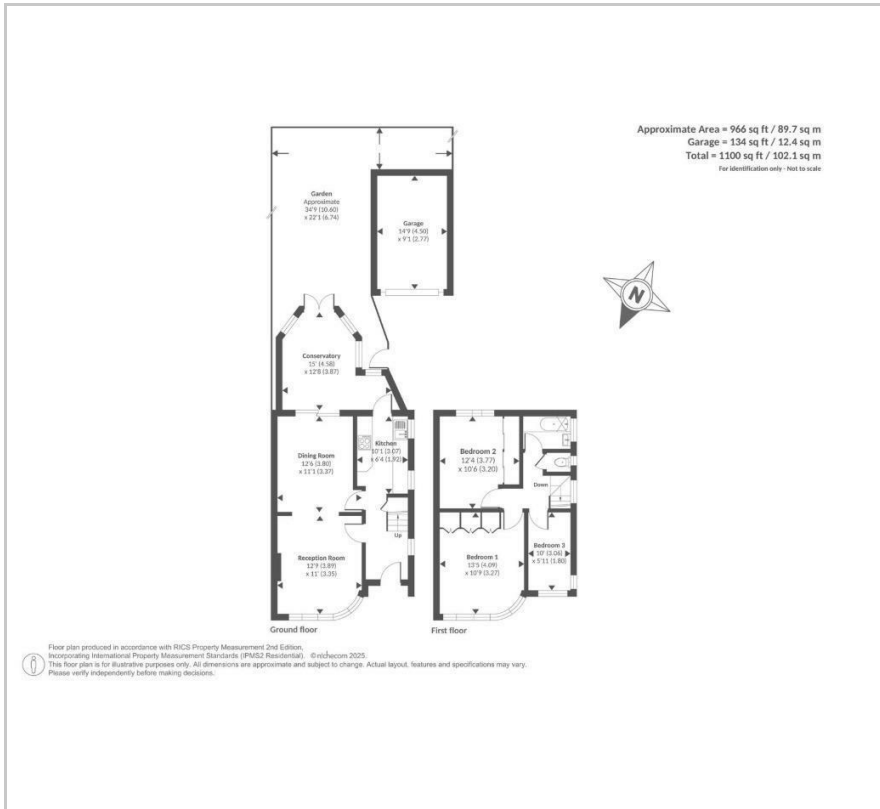 Approximate Area = 966 sq ft / 89.7 sq m
Garage = 134 sq ft / 12.4 sq m
Total = 1100 sq ft / 102.1 sq m
For identification only - Not to scale
Garden
Approximate
34'9 (10.60)
x 22'1 (6.74)
Garage
14'9 (4.50)
x 9'1 (2.77)
N
Conservatory
15' (4.58)
x 12'8 (3.87)
Kitchen
10'1 (3.07)
x 6'4 (1.92)
Dining Room
12'6 (3.80)
x 11'1 (3.37)
Up
Reception Room
12'9 (3.89)
x 11' (3.35)
Ground floor
Bedroom 2
12'4 (3.77)
x 10'6 (3.20)
Down
Bedroom 1
13'5 (4.09)
x 10'9 (3.27)
Bedroom 3
10' (3.06)
x 5'11 (1.80)
First floor
Floor plan produced in accordance with RICS Property Measurement 2nd Edition,
Incorporating International Property Measurement Standards (IPMS2 Residential). ©nichecom 2025.
This floor plan is for illustrative purposes only. All dimensions are approximate and subject to change. Actual layout, features and specifications may vary.
Please verify independently before making decisions.